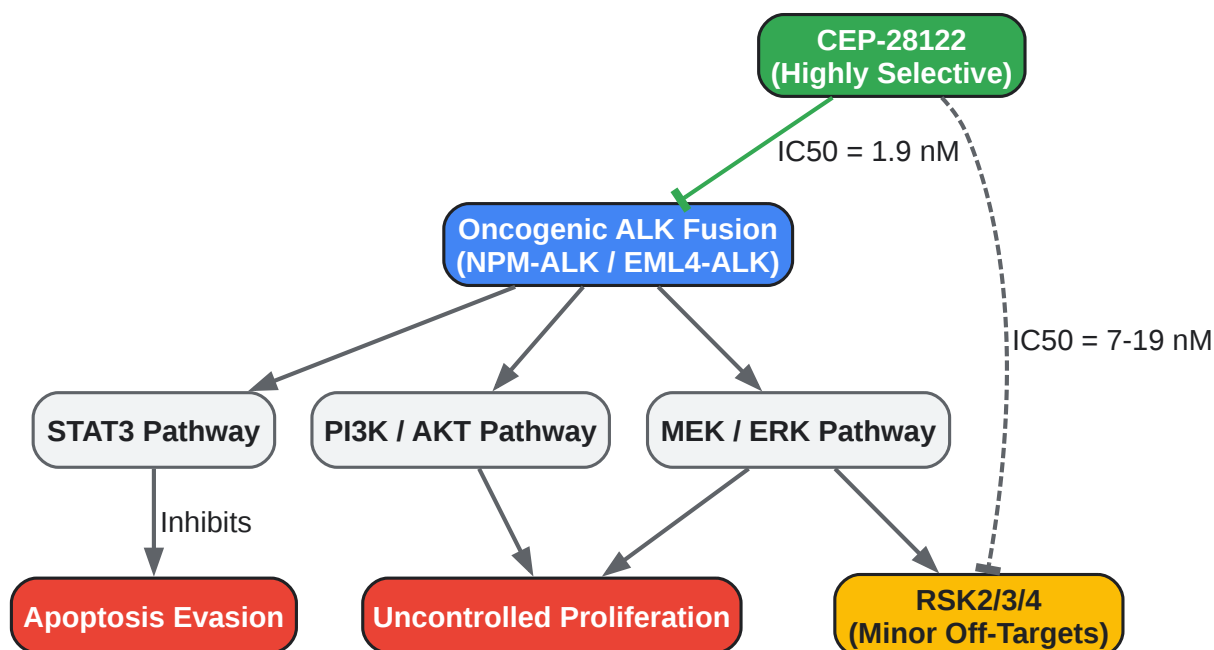 CEP-28122
(Highly Selective)
IC50 = 1.9 nM
Oncogenic ALK Fusion
(NPM-ALK / EML4-ALK)
IC50 = 7-19 nM
STAT3 Pathway
PI3K / AKT Pathway
MEK / ERK Pathway
Inhibits
Apoptosis Evasion
Uncontrolled Proliferation
RSK2/3/4
(Minor Off-Targets)